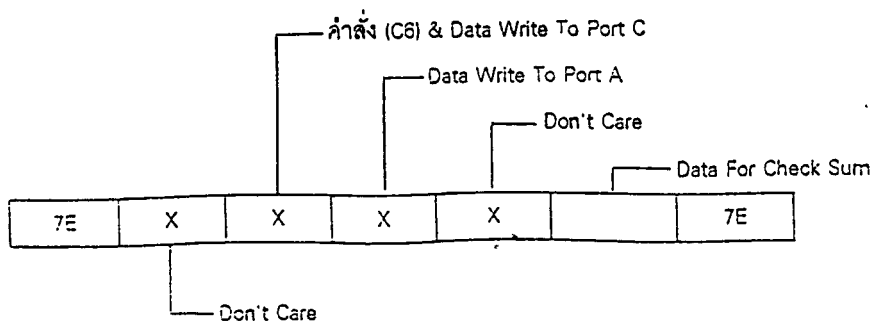 คำสั่ง (C6) & Data Write To Port C
Data Write To Port A
Don't Care
Data For Check Sum
7E X X X X 7E
Don't Care